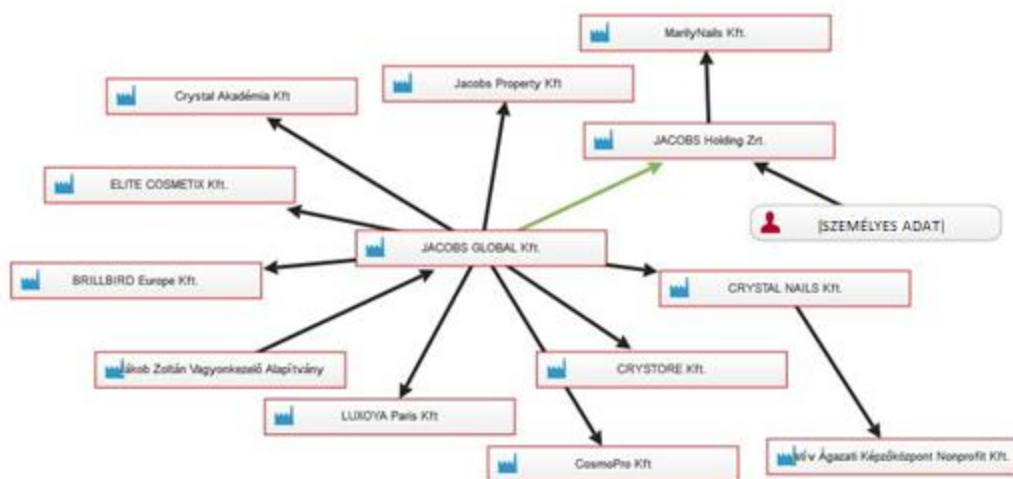 MarilyNails Kft.
Crystal Akadémia Kft
Jacobs Property Kft
JACOBS Holding Zrt.
ELITE COSMETIX Kft.
[SZEMÉLYES ADAT]
JACOBS GLOBAL Kft.
BRILLBIRD Europe Kft.
CRYSTAL NAILS Kft.
Zoltán Vagyonkezelő Alapítvány
CRYSTORE Kft.
LUXOYA Paris Kft
CosmoPro Kft
Ágazati Képzőközpont Nonprofit Kft.